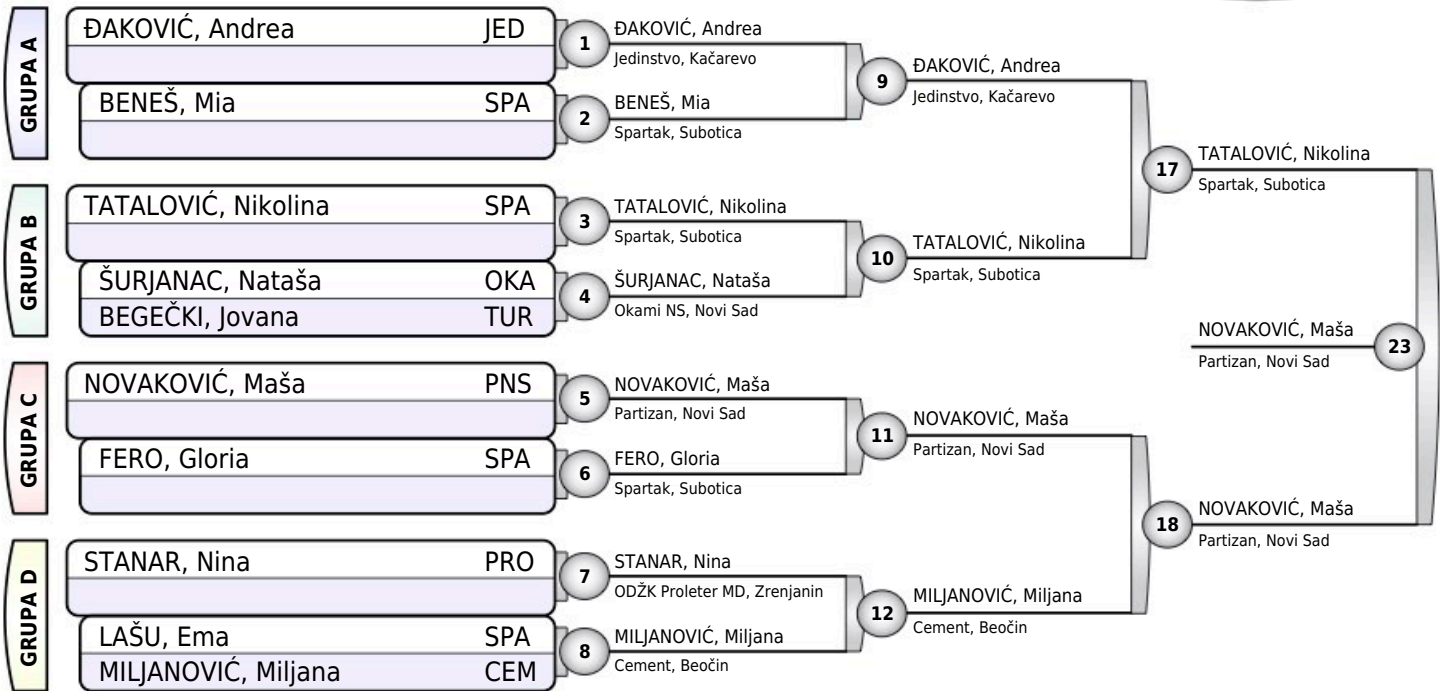 GRUPA A
ĐAKOVIĆ, Andrea JED
BENEŠ, Mia SPA
GRUPA B
TATALOVIĆ, Nikolina SPA
ŠURJANAC, Nataša OKA
BEGEČKI, Jovana TUR
GRUPA C
NOVAKOVIĆ, Maša PNS
FERO, Gloria SPA
GRUPA D
STANAR, Nina PRO
LAŠU, Ema SPA
MILJANOVIĆ, Miljana CEM
1 ĐAKOVIĆ, Andrea
Jedinstvo, Kačarevo
2 BENEŠ, Mia
Spartak, Subotica
3 TATALOVIĆ, Nikolina
Spartak, Subotica
4 ŠURJANAC, Nataša
Okami NS, Novi Sad
5 NOVAKOVIĆ, Maša
Partizan, Novi Sad
6 FERO, Gloria
Spartak, Subotica
7 STANAR, Nina
ODŽK Proleter MD, Zrenjanin
8 MILJANOVIĆ, Miljana
Cement, Beočin
9 ĐAKOVIĆ, Andrea
Jedinstvo, Kačarevo
10 TATALOVIĆ, Nikolina
Spartak, Subotica
11 NOVAKOVIĆ, Maša
Partizan, Novi Sad
12 MILJANOVIĆ, Miljana
Cement, Beočin
17 TATALOVIĆ, Nikolina
Spartak, Subotica
18 NOVAKOVIĆ, Maša
Partizan, Novi Sad
NOVAKOVIĆ, Maša 23
Partizan, Novi Sad